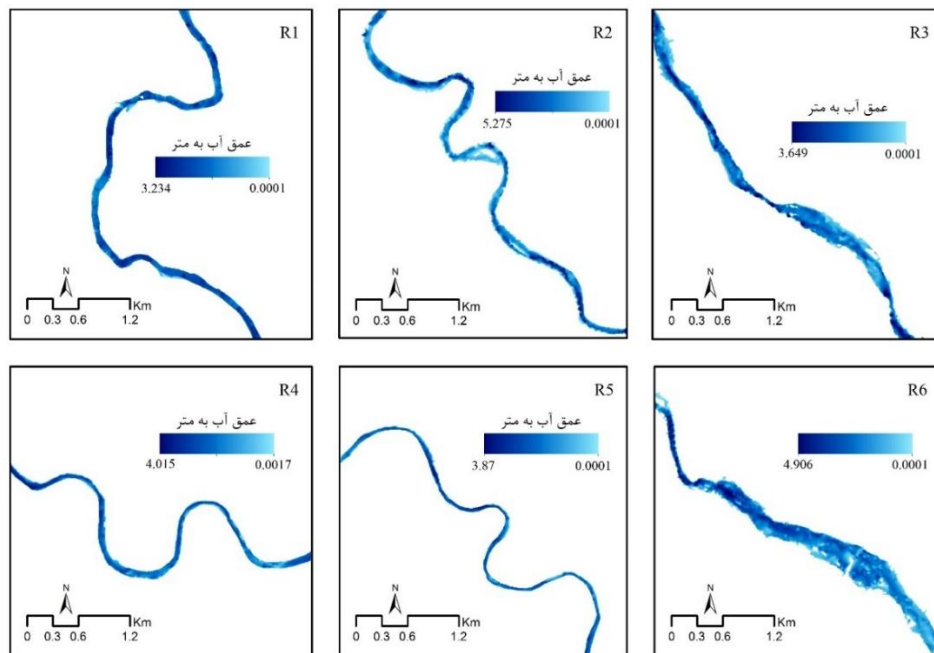 R1
عمق آب به متر
3.234 0.0001
N
Km
0 0.3 0.6 1.2
R2
عمق آب به متر
5.275 0.0001
N
Km
0 0.3 0.6 1.2
R3
عمق آب به متر
3.649 0.0001
N
Km
0 0.3 0.6 1.2
R4
عمق آب به متر
4.015 0.0017
N
Km
0 0.3 0.6 1.2
R5
عمق آب به متر
3.87 0.0001
N
Km
0 0.3 0.6 1.2
R6
4.906 0.0001
N
Km
0 0.3 0.6 1.2